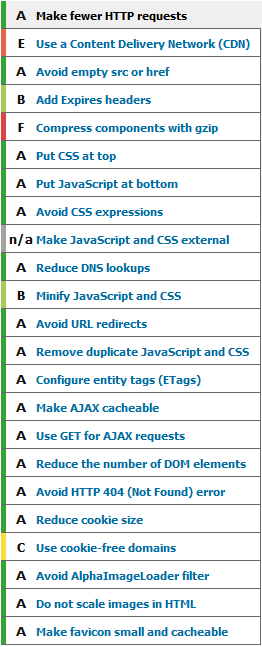 A Make fewer HTTP requests
E Use a Content Delivery Network (CDN)
A Avoid empty src or href
B Add Expires headers
F Compress components with gzip
A Put CSS at top
A Put JavaScript at bottom
A Avoid CSS expressions
n/a Make JavaScript and CSS external
A Reduce DNS lookups
B Minify JavaScript and CSS
A Avoid URL redirects
A Remove duplicate JavaScript and CSS
A Configure entity tags (ETags)
A Make AJAX cacheable
A Use GET for AJAX requests
A Reduce the number of DOM elements
A Avoid HTTP 404 (Not Found) error
A Reduce cookie size
C Use cookie-free domains
A Avoid AlphaImageLoader filter
A Do not scale images in HTML
A Make favicon small and cacheable